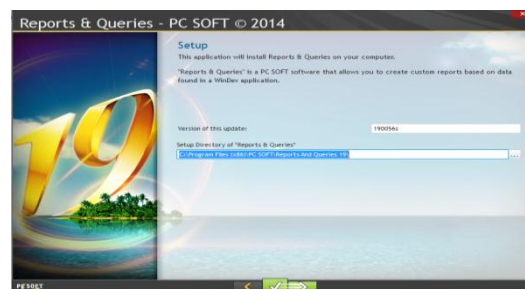 Reports & Queries - PC SOFT © 2014
Setup
This application will install Reports & Queries on your computer.
"Reports & Queries" is a PC SOFT software that allows you to create custom reports based on data
found in a WinDev application.
19
Version of this update:
190056s
Setup Directory of "Reports & Queries"
C:\Program Files (x86)\PC SOFT\Reports And Queries 19\
...
PC SOFT